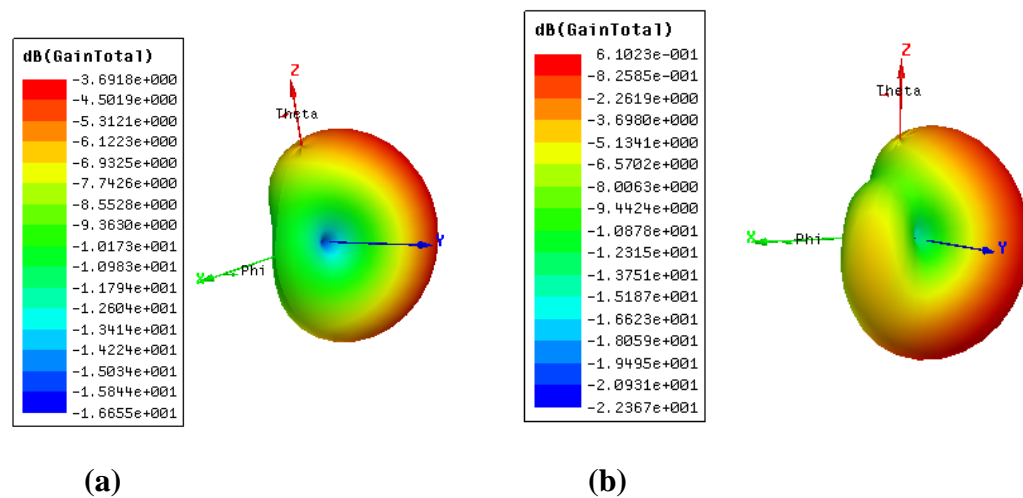 dB(GainTotal)
-3.6918e+000
-4.5019e+000
-5.3121e+000
-6.1223e+000
-6.9325e+000
-7.7426e+000
-8.5528e+000
-9.3630e+000
-1.0173e+001
-1.0983e+001
-1.1794e+001
-1.2604e+001
-1.3414e+001
-1.4224e+001
-1.5034e+001
-1.5844e+001
-1.6655e+001
Z
Theta
Y
X
Phi
(a)
dB(GainTotal)
6.1023e-001
-8.2585e-001
-2.2619e+000
-3.6980e+000
-5.1341e+000
-6.5702e+000
-8.0063e+000
-9.4424e+000
-1.0878e+001
-1.2315e+001
-1.3751e+001
-1.5187e+001
-1.6623e+001
-1.8059e+001
-1.9495e+001
-2.0931e+001
-2.2367e+001
Z
Theta
X
Phi
Y
(b)